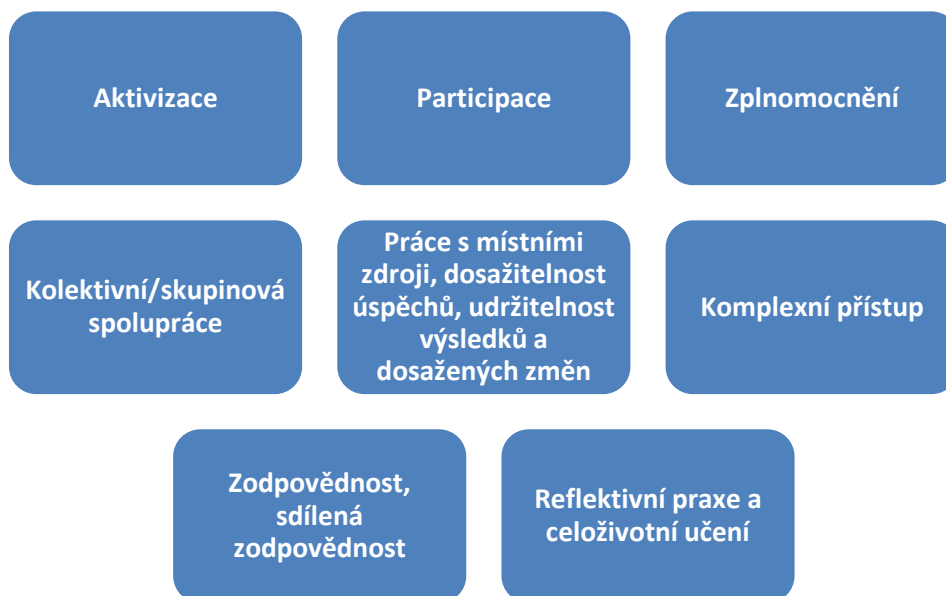 Aktivizace
Participace
Zplnomocnění
Kolektivní/skupinová
spolupráce
Práce s místními
zdroji, dosažitelnost
úspěchů, udržitelnost
výsledků a
dosažených změn
Komplexní přístup
Zodpovědnost,
sdílená
zodpovědnost
Reflektivní praxe a
celoživotní učení